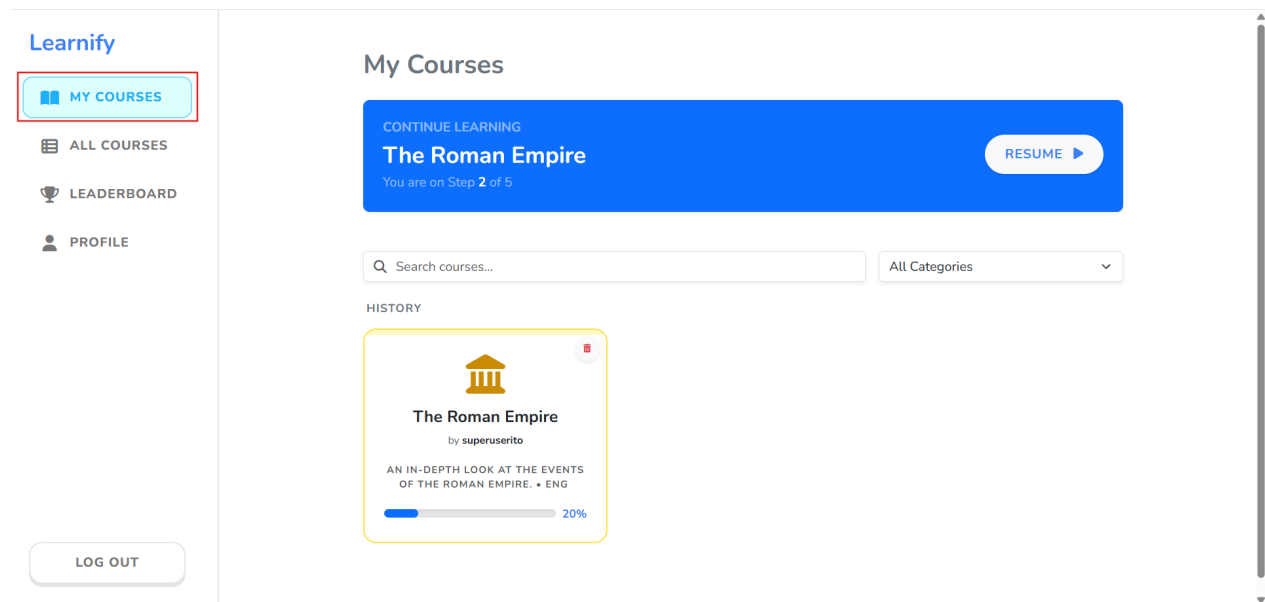 Learnify
MY COURSES
ALL COURSES
LEADERBOARD
PROFILE
LOG OUT
My Courses
CONTINUE LEARNING
The Roman Empire
You are on Step 2 of 5
RESUME
Search courses...
All Categories
HISTORY
The Roman Empire
by superuserito
AN IN-DEPTH LOOK AT THE EVENTS
OF THE ROMAN EMPIRE. • ENG
20%